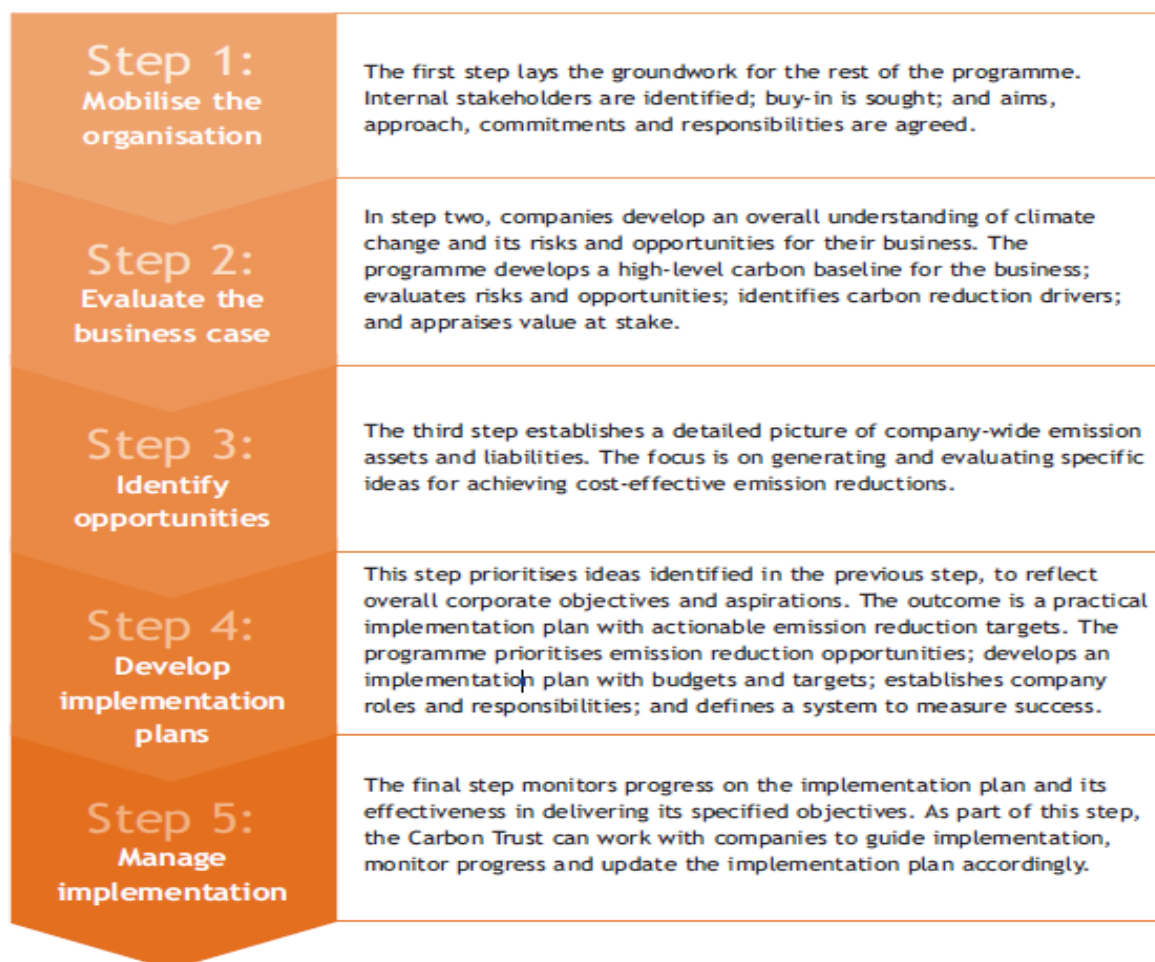 Step 1:
Mobilise the
organisation
The first step lays the groundwork for the rest of the programme.
Internal stakeholders are identified; buy-in is sought; and aims,
approach, commitments and responsibilities are agreed.
Step 2:
Evaluate the
business case
In step two, companies develop an overall understanding of climate
change and its risks and opportunities for their business. The
programme develops a high-level carbon baseline for the business;
evaluates risks and opportunities; identifies carbon reduction drivers;
and appraises value at stake.
Step 3:
Identify
opportunities
The third step establishes a detailed picture of company-wide emission
assets and liabilities. The focus is on generating and evaluating specific
ideas for achieving cost-effective emission reductions.
Step 4:
Develop
implementation
plans
This step prioritises ideas identified in the previous step, to reflect
overall corporate objectives and aspirations. The outcome is a practical
implementation plan with actionable emission reduction targets. The
programme prioritises emission reduction opportunities; develops an
implementation plan with budgets and targets; establishes company
roles and responsibilities; and defines a system to measure success.
Step 5:
Manage
implementation
The final step monitors progress on the implementation plan and its
effectiveness in delivering its specified objectives. As part of this step,
the Carbon Trust can work with companies to guide implementation,
monitor progress and update the implementation plan accordingly.